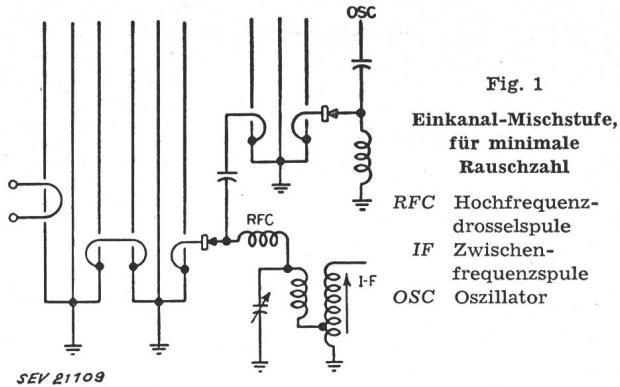 OSC
Fig. 1
Einkanal-Mischstufe,
für minimale
Rauschzahl
RFC Hochfrequenz-
drosselspule
IF Zwischen-
frequenzspule
OSC Oszillator
RFC
I-F
SEV 21109